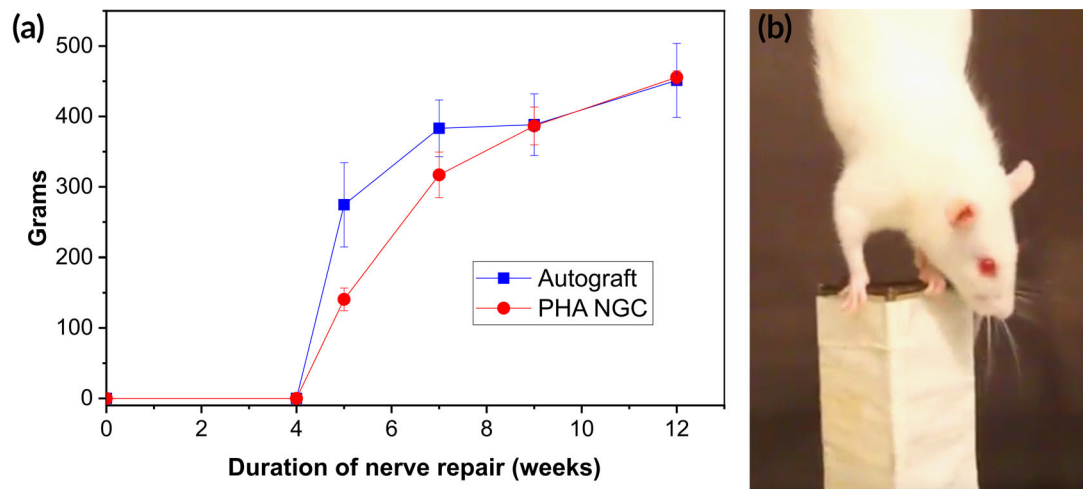 (a)
500
400
300
200
100
0
Grams
Autograft
PHA NGC
0 2 4 6 8 10 12
Duration of nerve repair (weeks)
(b)